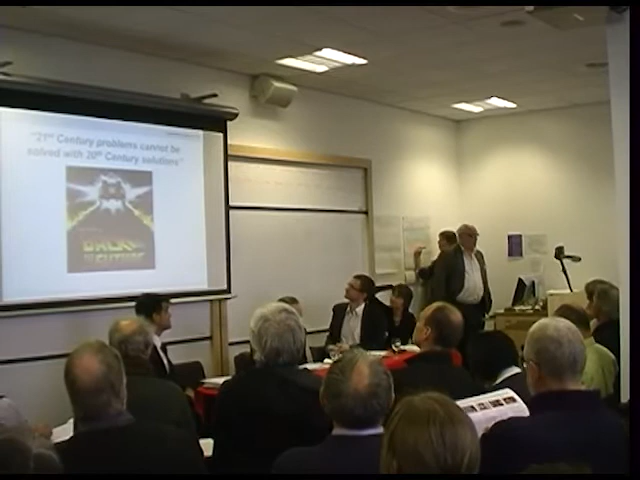 "21st Century problems cannot be
solved with 20th Century solutions"
BACK
TO THE FUTURE